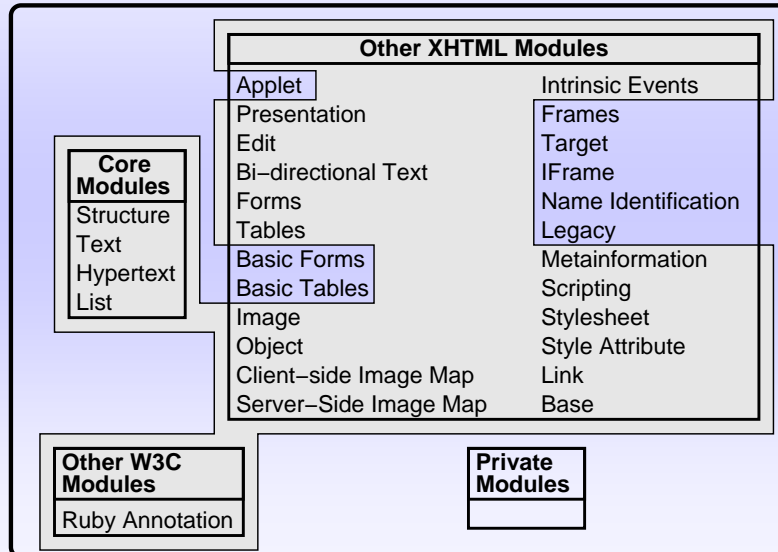 Other XHTML Modules
Applet
Presentation
Edit
Bi−directional Text
Forms
Tables
Basic Forms
Basic Tables
Image
Object
Client−side Image Map
Server−Side Image Map
Intrinsic Events
Frames
Target
IFrame
Name Identification
Legacy
Metainformation
Scripting
Stylesheet
Style Attribute
Link
Base
Core
Modules
Structure
Text
Hypertext
List
Other W3C
Modules
Ruby Annotation
Private
Modules